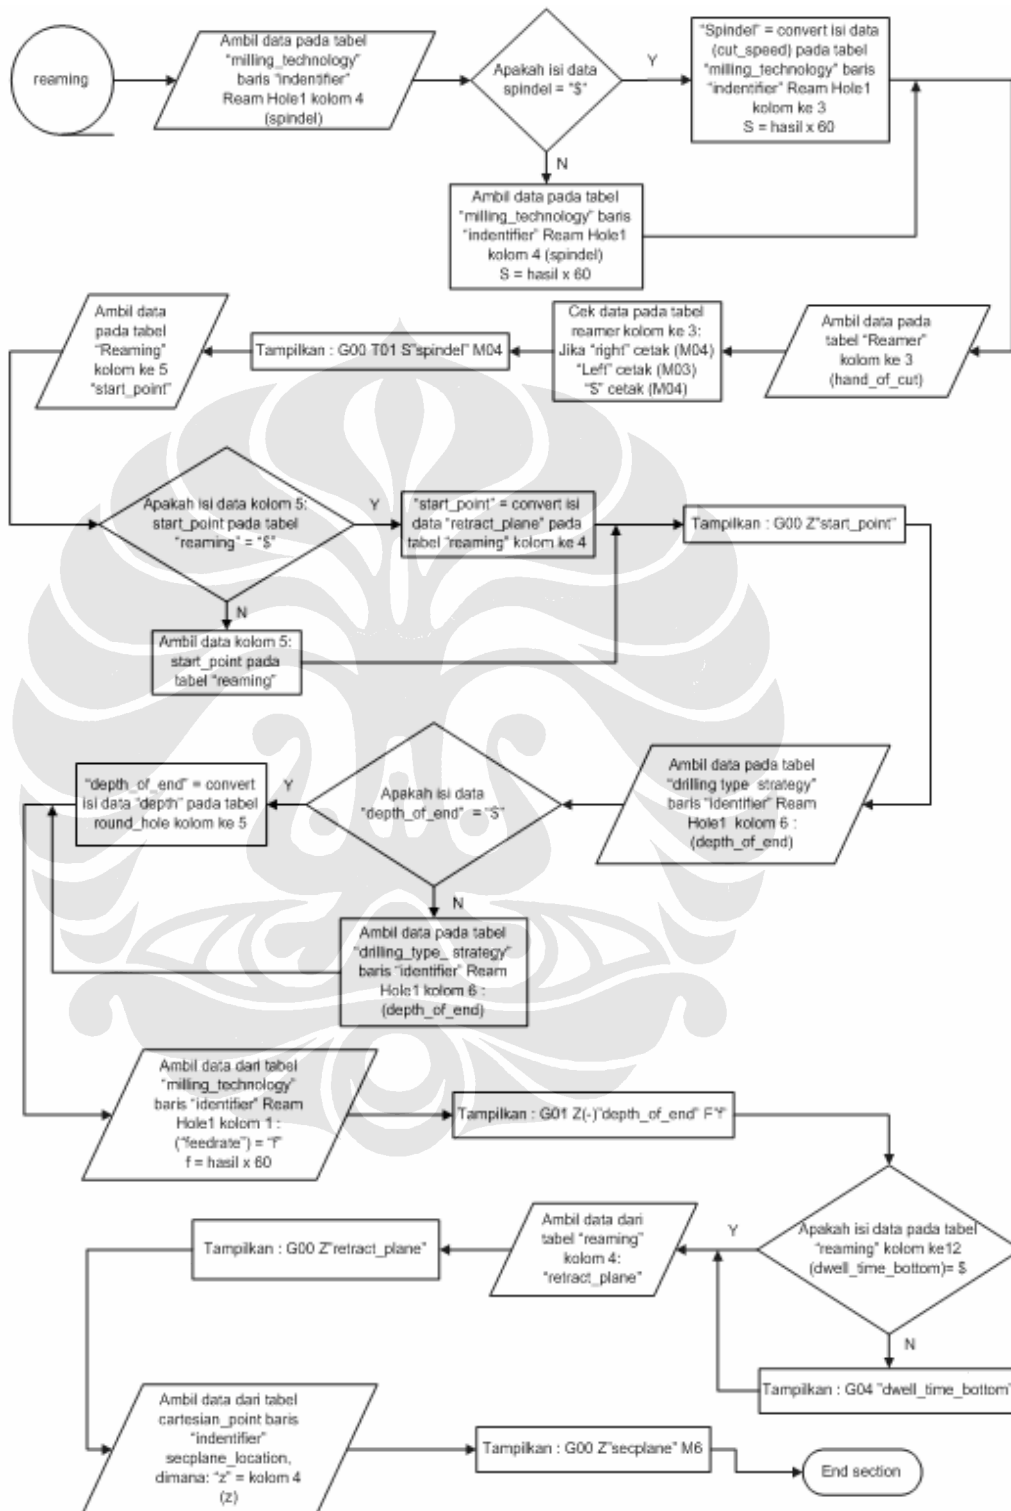 reaming
Ambil data pada tabel
“milling_technology”
baris “indentifier”
Ream Hole1 kolom 4
(spindel)
Apakah isi data
spindel = “$”
Y
“Spindel” = convert isi data
(cut_speed) pada tabel
“milling_technology” baris
“indentifier” Ream Hole1
kolom ke 3
S = hasil x 60
N
Ambil data pada tabel
“milling_technology” baris
“indentifier” Ream Hole1
kolom 4 (spindel)
S = hasil x 60
Ambil data pada
tabel “Reamer”
kolom ke 3
(hand_of_cut)
Cek data pada tabel
reamer kolom ke 3:
Jika “right” cetak (M04)
“Left” cetak (M03)
“$” cetak (M04)
Tampilkan : G00 T01 S“spindel” M04
Ambil data
pada tabel
“Reaming”
kolom ke 5
“start_point”
Apakah isi data kolom 5:
start_point pada tabel
“reaming” = “$”
Y
“start_point” = convert isi
data “retract_plane” pada
tabel “reaming” kolom ke 4
Tampilkan : G00 Z“start_point”
N
Ambil data kolom 5:
start_point pada
tabel “reaming”
Ambil data pada tabel
“drilling type strategy”
baris “identifier” Ream
Hole1 kolom 6 :
(depth_of_end)
Apakah isi data
“depth_of_end” = “$”
Y
“depth_of_end” = convert
isi data “depth” pada tabel
round_hole kolom ke 5
N
Ambil data pada tabel
“drilling_type_ strategy”
baris “identifier” Ream
Hole1 kolom 6 :
(depth_of_end)
Ambil data dari tabel
“milling_technology”
baris “identifier” Ream
Hole1 kolom 1 :
(“feedrate”) = “f”
f = hasil x 60
Tampilkan : G01 Z(-)“depth_of_end” F“f”
Apakah isi data pada tabel
“reaming” kolom ke12
(dwell_time_bottom)= $
Y
Ambil data dari
tabel “reaming”
kolom 4:
“retract_plane”
Tampilkan : G00 Z“retract_plane”
N
Tampilkan : G04 “dwell_time_bottom”
Ambil data dari tabel
cartesian_point baris
“indentifier”
secplane_location,
dimana: “z” = kolom 4
(z)
Tampilkan : G00 Z“secplane” M6
End section